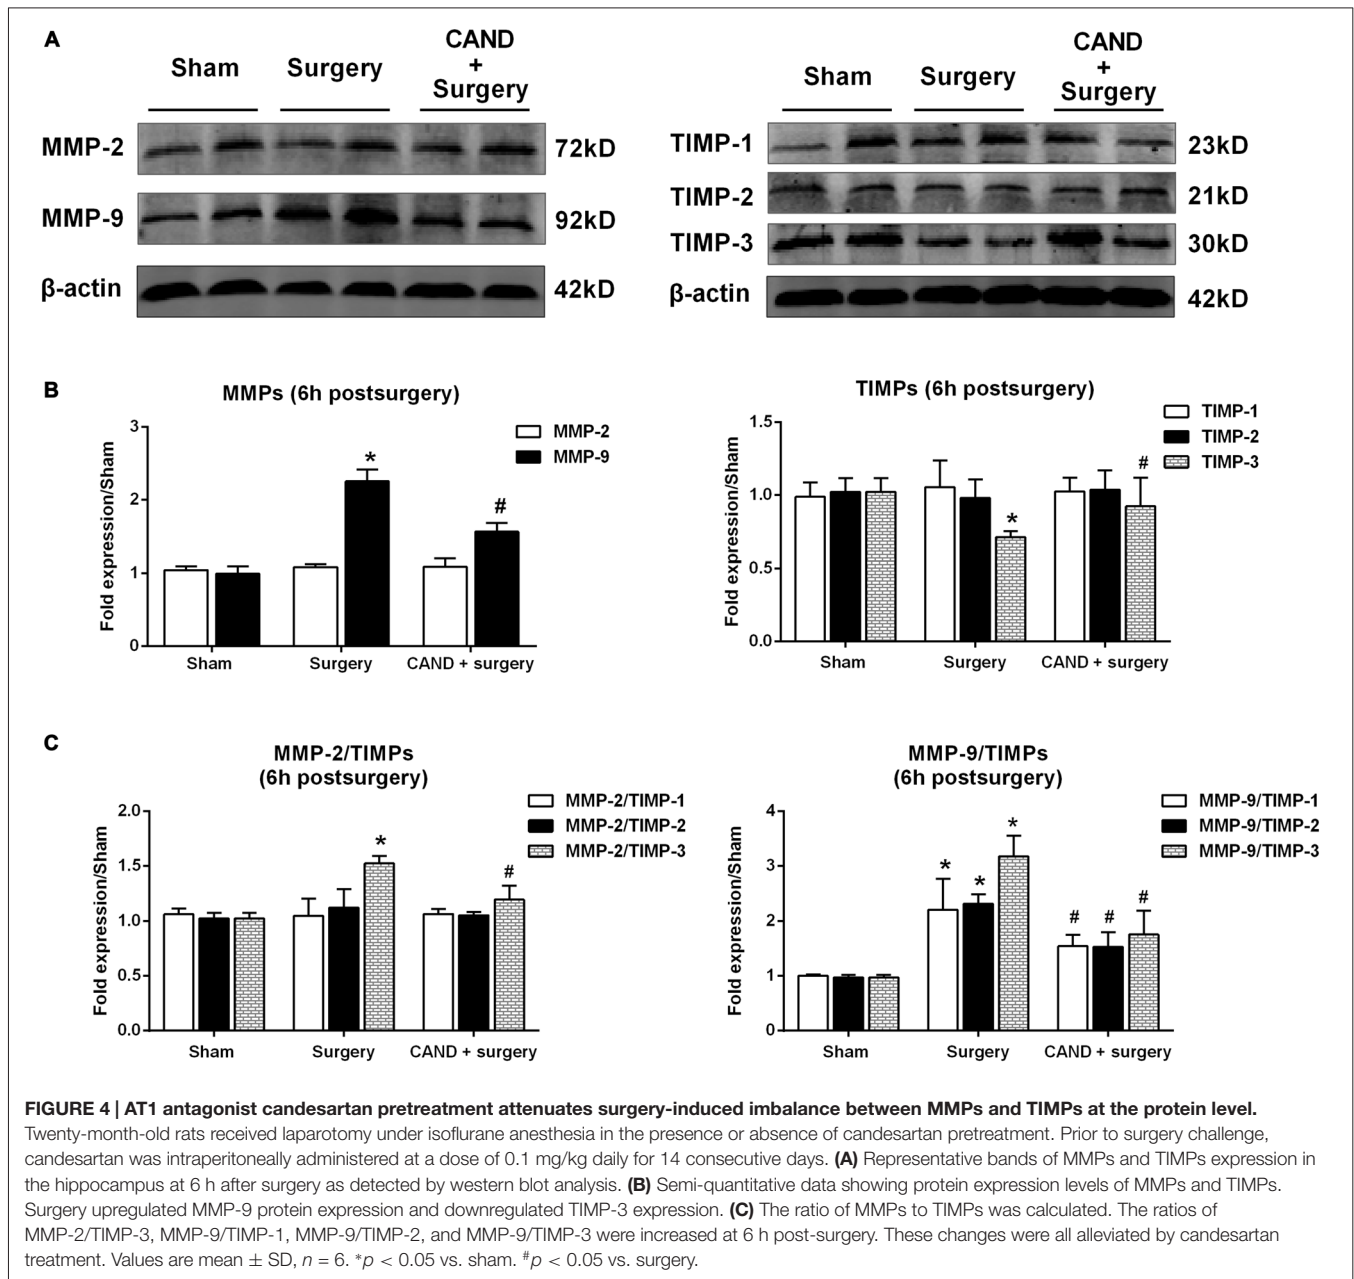 A
Sham
Surgery
CAND
+
Surgery
MMP-2
72kD
MMP-9
92kD
β-actin
42kD
Sham
Surgery
CAND
+
Surgery
TIMP-1
23kD
TIMP-2
21kD
TIMP-3
30kD
β-actin
42kD
B
MMPs (6h postsurgery)
Fold expression/Sham
3
2
1
0
*
#
MMP-2
MMP-9
Sham
Surgery
CAND + surgery
TIMPs (6h postsurgery)
Fold expression/Sham
1.5
1.0
0.5
0.0
*
#
TIMP-1
TIMP-2
TIMP-3
Sham
Surgery
CAND + surgery
C
MMP-2/TIMPs
(6h postsurgery)
Fold expression/Sham
2.0
1.5
1.0
0.5
0.0
*
#
MMP-2/TIMP-1
MMP-2/TIMP-2
MMP-2/TIMP-3
Sham
Surgery
CAND + surgery
MMP-9/TIMPs
(6h postsurgery)
Fold expression/Sham
4
3
2
1
0
* * *
# # #
MMP-9/TIMP-1
MMP-9/TIMP-2
MMP-9/TIMP-3
Sham
Surgery
CAND + surgery
FIGURE 4 | AT1 antagonist candesartan pretreatment attenuates surgery-induced imbalance between MMPs and TIMPs at the protein level.
Twenty-month-old rats received laparotomy under isoflurane anesthesia in the presence or absence of candesartan pretreatment. Prior to surgery challenge,
candesartan was intraperitoneally administered at a dose of 0.1 mg/kg daily for 14 consecutive days. (A) Representative bands of MMPs and TIMPs expression in
the hippocampus at 6 h after surgery as detected by western blot analysis. (B) Semi-quantitative data showing protein expression levels of MMPs and TIMPs.
Surgery upregulated MMP-9 protein expression and downregulated TIMP-3 expression. (C) The ratio of MMPs to TIMPs was calculated. The ratios of
MMP-2/TIMP-3, MMP-9/TIMP-1, MMP-9/TIMP-2, and MMP-9/TIMP-3 were increased at 6 h post-surgery. These changes were all alleviated by candesartan
treatment. Values are mean ± SD, n = 6. *p < 0.05 vs. sham. #p < 0.05 vs. surgery.